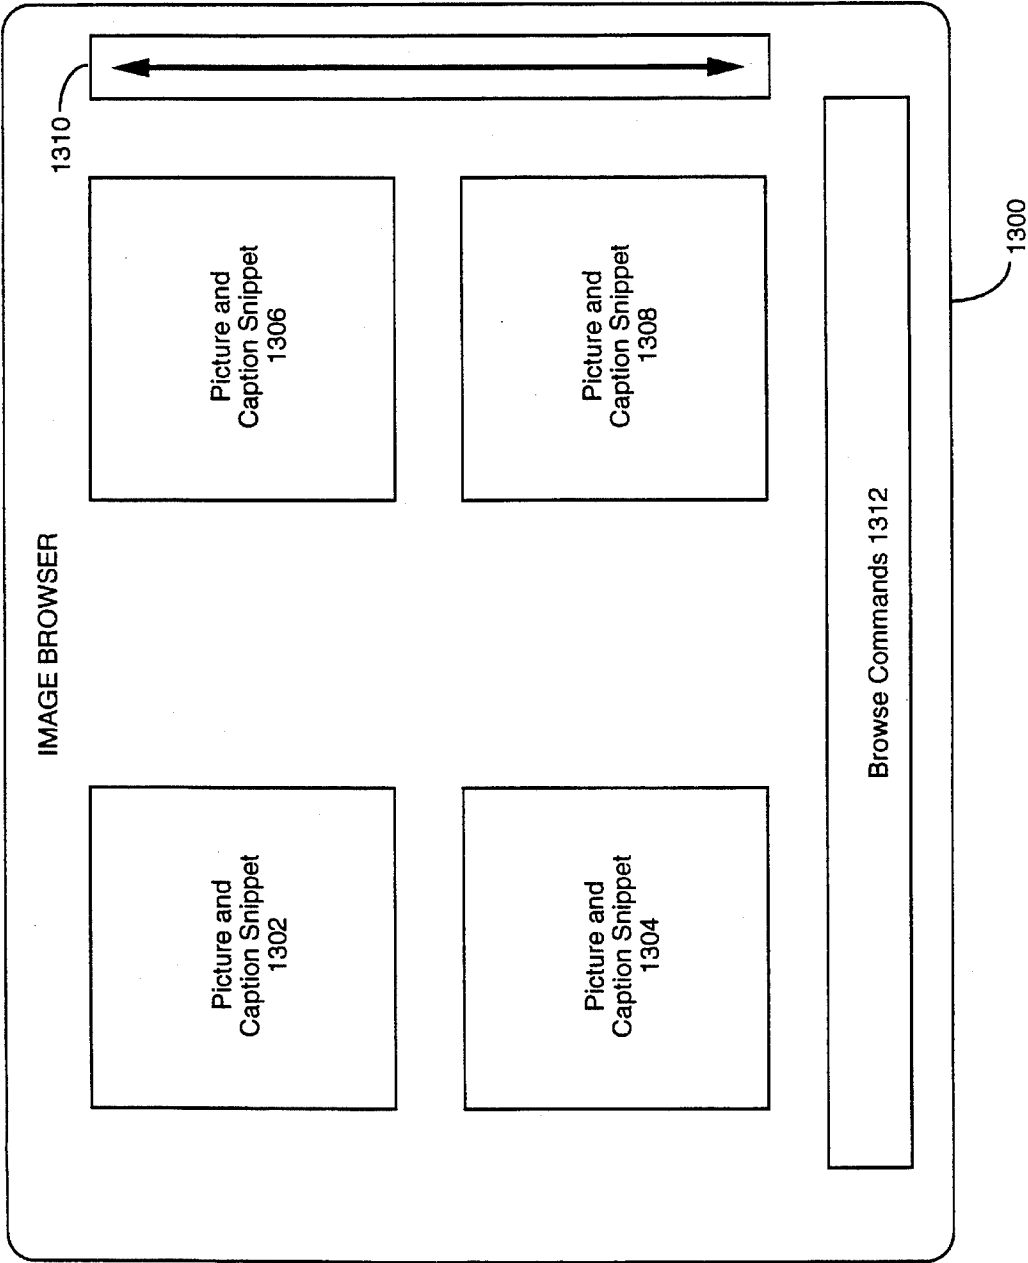 IMAGE BROWSER
1310
Picture and
Caption Snippet
1302
Picture and
Caption Snippet
1306
Picture and
Caption Snippet
1304
Picture and
Caption Snippet
1308
Browse Commands 1312
1300